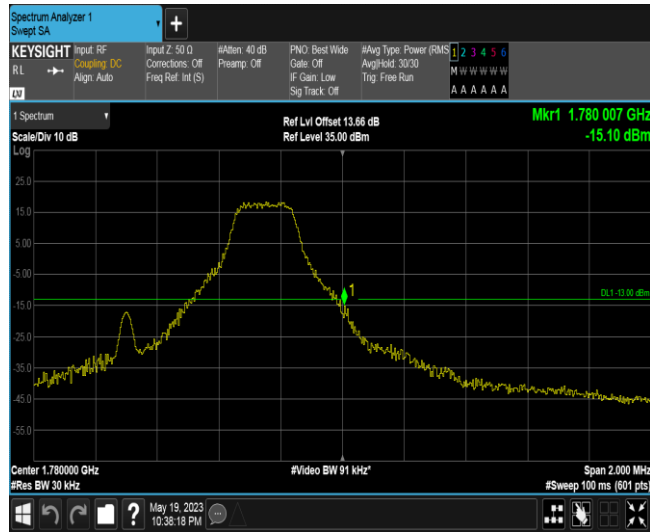 Spectrum Analyzer 1
Swept SA
+
KEYSIGHT Input: RF Input Z: 50 Ω #Atten: 40 dB PNO: Best Wide #Avg Type: Power (RMS 1 2 3 4 5 6
RL Coupling: DC Corrections: Off Preamp: Off Gate: Off Avg|Hold: 30/30 M W W W W W
Align: Auto Freq Ref: Int (S) IF Gain: Low Trig: Free Run
LXI Sig Track: Off A A A A A A
1 Spectrum Ref Lvl Offset 13.66 dB Mkr1 1.780 007 GHz
Scale/Div 10 dB Ref Level 35.00 dBm -15.10 dBm
Log
25.0
15.0
5.00
-5.00
1
DL1 -13.00 dBm
-15.0
-25.0
-35.0
-45.0
-55.0
Center 1.780000 GHz #Video BW 91 kHz* Span 2.000 MHz
#Res BW 30 kHz #Sweep 100 ms (601 pts)
? May 19, 2023
10:38:18 PM